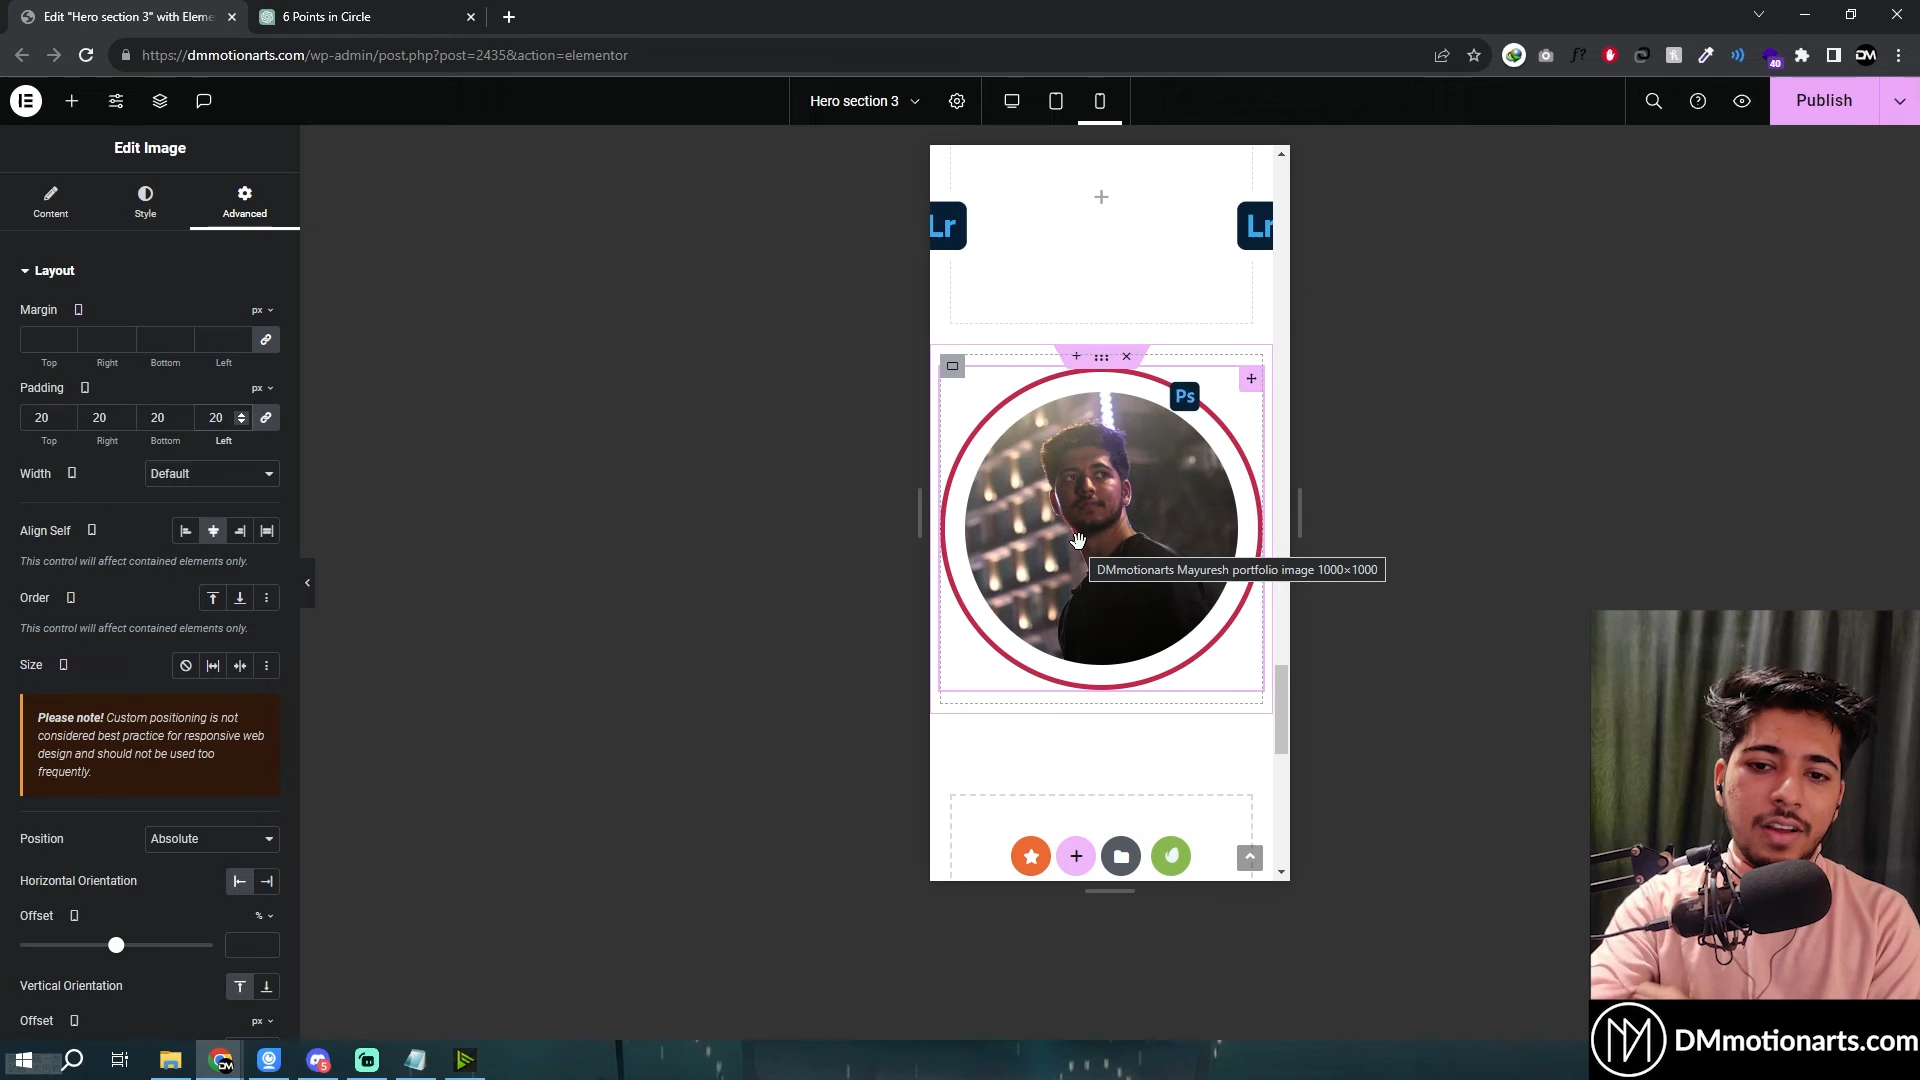 Edit "Hero section 3" with Eleme
6 Points in Circle
https://dmmotionarts.com/wp-admin/post.php?post=2435&action=elementor
f?
40
DM
Hero section 3
Publish
Edit Image
Content
Style
Advanced
Layout
Margin
px
Top
Right
Bottom
Left
Padding
px
20
20
20
20
Top
Right
Bottom
Left
Width
Default
Align Self
This control will affect contained elements only.
Order
This control will affect contained elements only.
Size
Please note! Custom positioning is not
considered best practice for responsive web
design and should not be used too
frequently.
Position
Absolute
Horizontal Orientation
Offset
%
Vertical Orientation
Offset
px
Lr
Lr
Ps
DMmotionarts Mayuresh portfolio image 1000×1000
DM
5
DMmotionarts.com